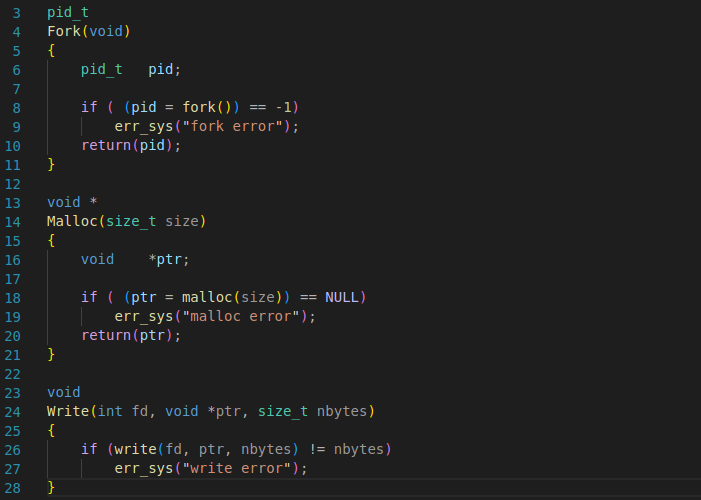 3 pid_t
4 Fork(void)
5 {
6     pid_t   pid;
7
8     if ( (pid = fork()) == -1)
9         err_sys("fork error");
10     return(pid);
11 }
12
13 void *
14 Malloc(size_t size)
15 {
16     void    *ptr;
17
18     if ( (ptr = malloc(size)) == NULL)
19         err_sys("malloc error");
20     return(ptr);
21 }
22
23 void
24 Write(int fd, void *ptr, size_t nbytes)
25 {
26     if (write(fd, ptr, nbytes) != nbytes)
27         err_sys("write error");
28 }